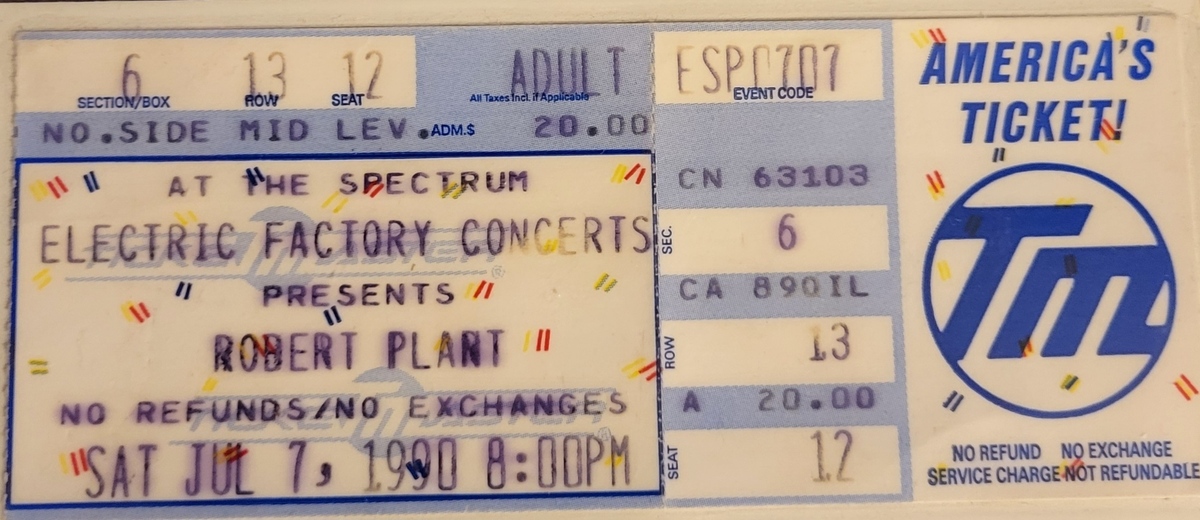 6 13 12 ADULT
SECTION/BOX ROW SEAT All Taxes Incl. if Applicable
NO.SIDE MID LEV. ADM.$ 20.00
AT THE SPECTRUM
ELECTRIC FACTORY CONCERTS
PRESENTS
ROBERT PLANT
NO REFUNDS/NO EXCHANGES
SAT JUL 7, 1990 8:00PM
ESP0707
EVENT CODE
CN 63103
SEC. 6
CA 890IL
ROW 13
A 20.00
SEAT 12
AMERICA'S
TICKET!
TM
NO REFUND NO EXCHANGE
SERVICE CHARGE NOT REFUNDABLE